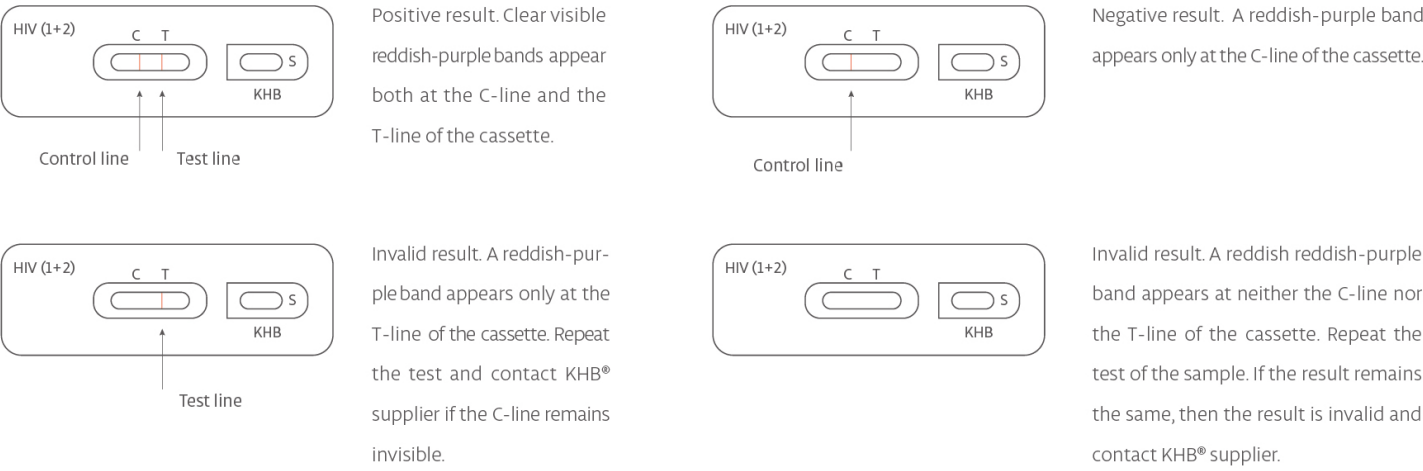 HIV (1+2)
C T
S
KHB
Control line
Test line
Positive result. Clear visible
reddish-purple bands appear
both at the C-line and the
T-line of the cassette.
HIV (1+2)
C T
S
KHB
Control line
Negative result. A reddish-purple band
appears only at the C-line of the cassette.
HIV (1+2)
C T
S
KHB
Test line
Invalid result. A reddish-pur-
ple band appears only at the
T-line of the cassette. Repeat
the test and contact KHB®
supplier if the C-line remains
invisible.
HIV (1+2)
C T
S
KHB
Invalid result. A reddish reddish-purple
band appears at neither the C-line nor
the T-line of the cassette. Repeat the
test of the sample. If the result remains
the same, then the result is invalid and
contact KHB® supplier.